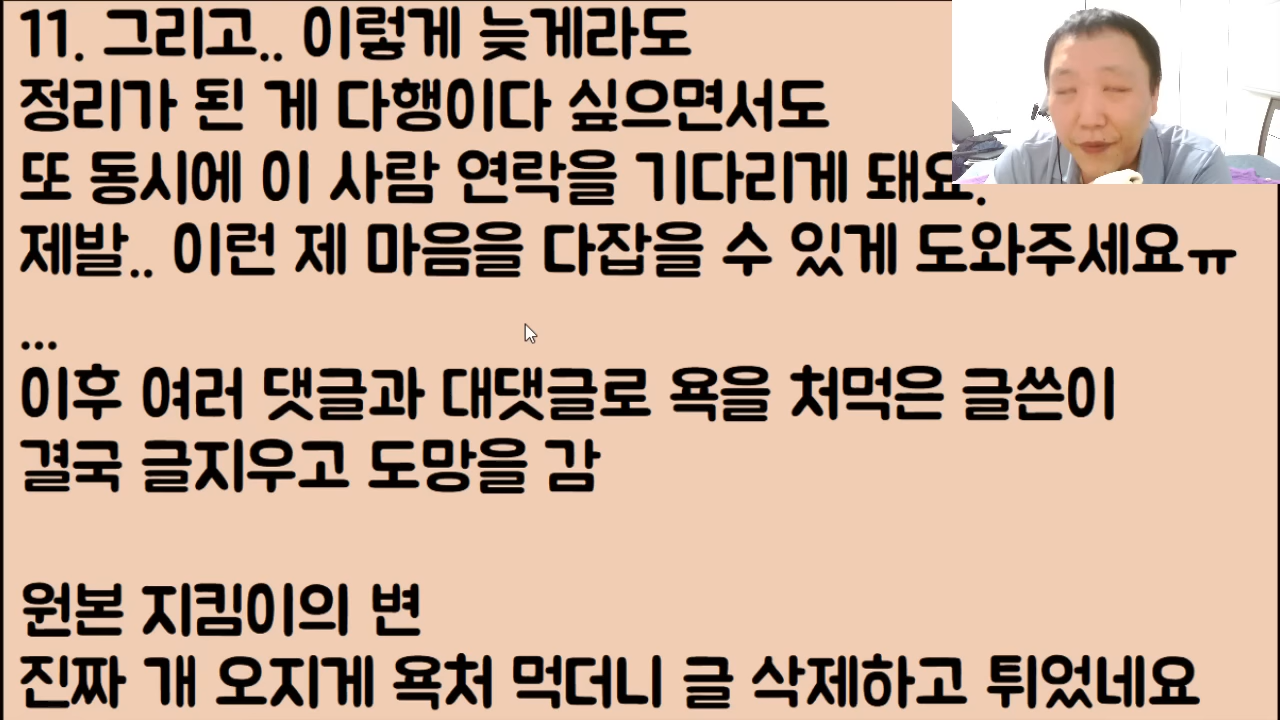 11. 그리고.. 이렇게 늦게라도
정리가 된 게 다행이다 싶으면서도
또 동시에 이 사람 연락을 기다리게 돼요.
제발.. 이런 제 마음을 다잡을 수 있게 도와주세요ㅠ
...
이후 여러 댓글과 대댓글로 욕을 처먹은 글쓴이
결국 글지우고 도망을 감
원본 지킴이의 변
진짜 개 오지게 욕처 먹더니 글 삭제하고 튀었네요